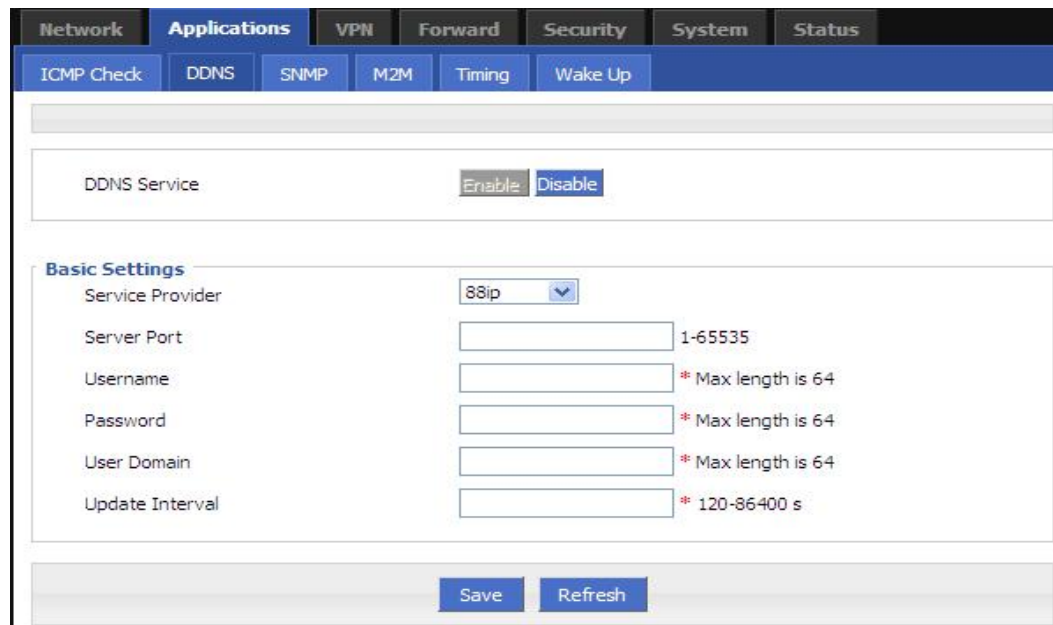 Network Applications VPN Forward Security System Status
ICMP Check DDNS SNMP M2M Timing Wake Up
DDNS Service Enable Disable
Basic Settings
Service Provider 88ip
Server Port 1-65535
Username * Max length is 64
Password * Max length is 64
User Domain * Max length is 64
Update Interval * 120-86400 s
Save Refresh